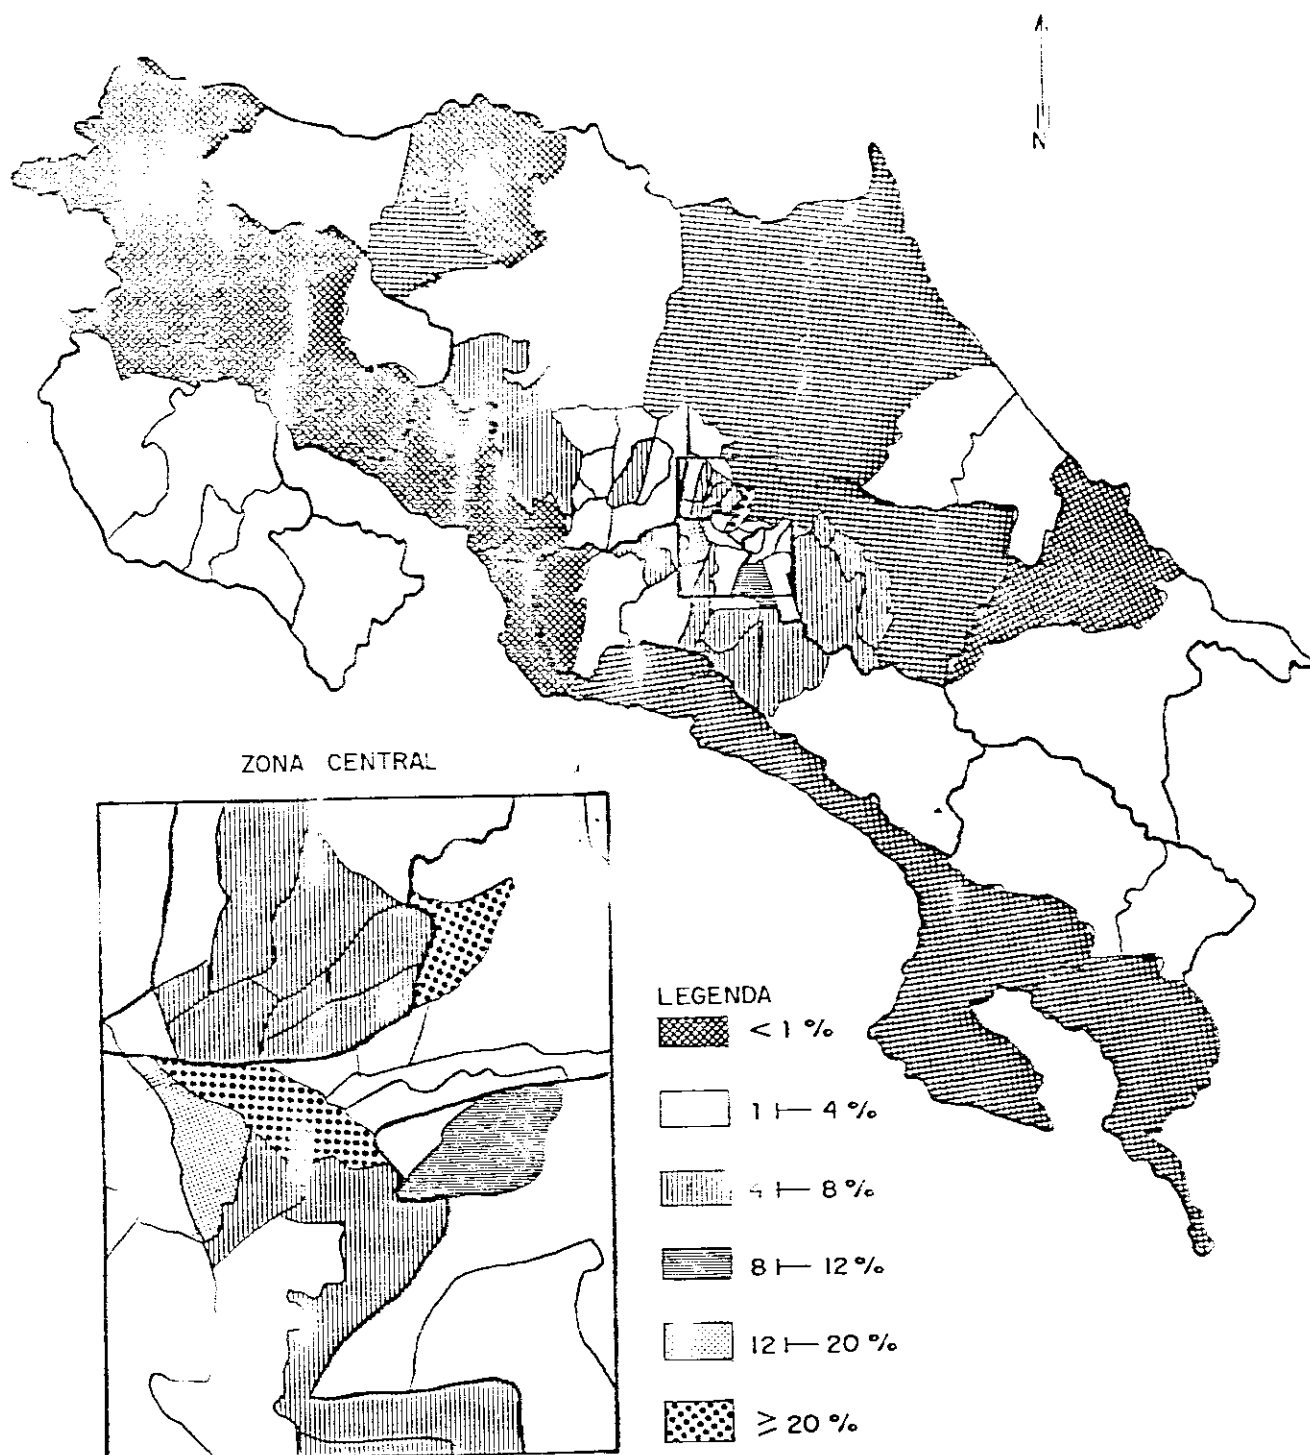 N
ZONA CENTRAL
LEGENDA
< 1 %
1 ⊢ 4 %
4 ⊢ 8 %
8 ⊢ 12 %
12 ⊢ 20 %
≥ 20 %